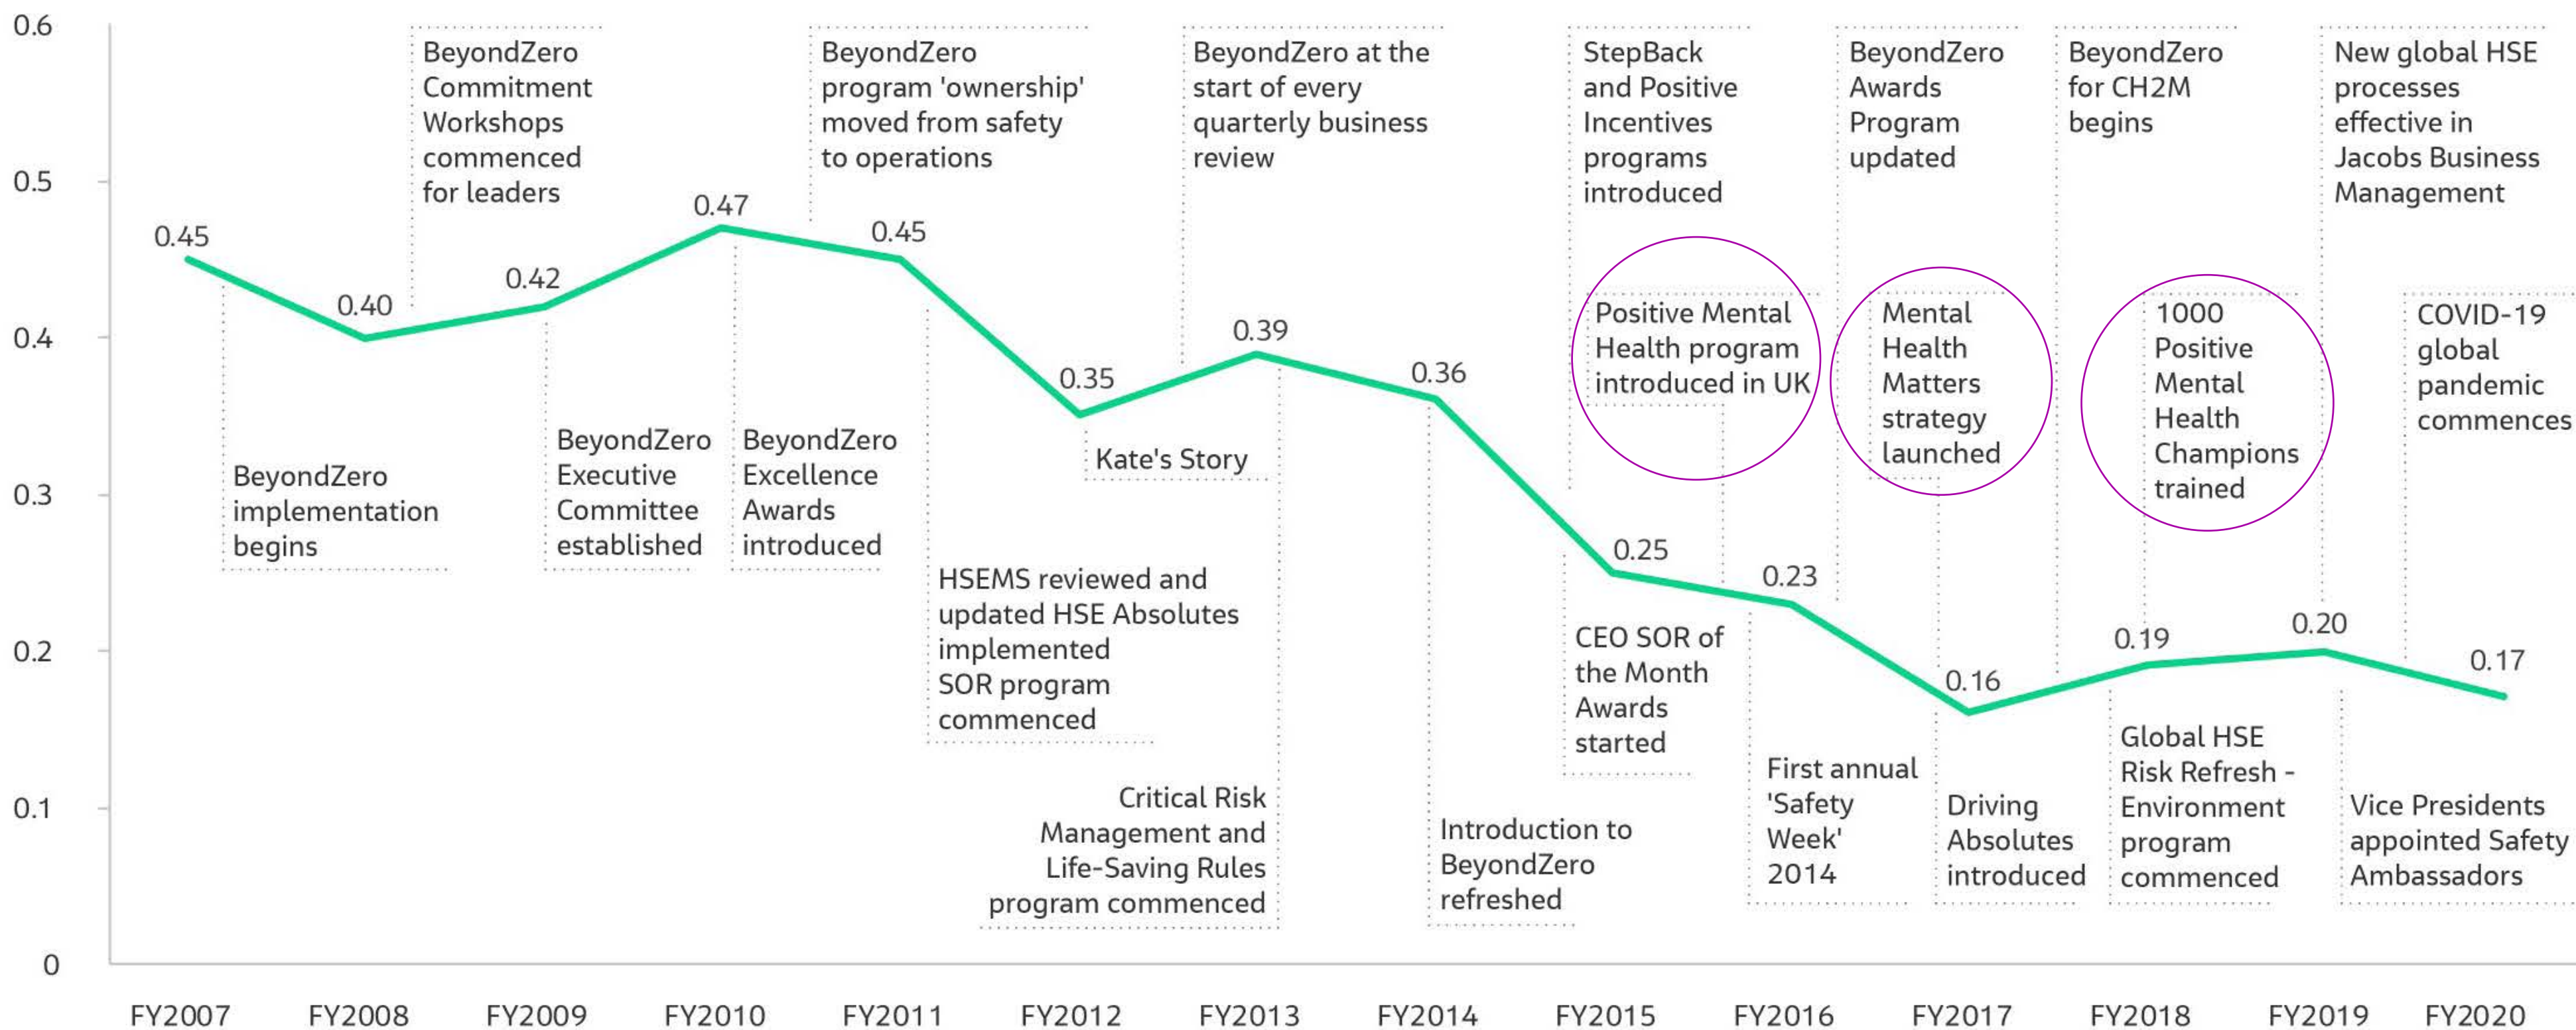 0.6
0.5
0.4
0.3
0.2
0.1
0
BeyondZero
Commitment
Workshops
commenced
for leaders
BeyondZero
program 'ownership'
moved from safety
to operations
BeyondZero at the
start of every
quarterly business
review
StepBack
and Positive
Incentives
programs
introduced
BeyondZero
Awards
Program
updated
BeyondZero
for CH2M
begins
New global HSE
processes
effective in
Jacobs Business
Management
0.45
0.40
0.42
0.47
0.45
0.35
0.39
0.36
0.25
0.23
0.16
0.19
0.20
0.17
Positive Mental
Health program
introduced in UK
Mental
Health
Matters
strategy
launched
1000
Positive
Mental
Health
Champions
trained
COVID-19
global
pandemic
commences
BeyondZero
implementation
begins
BeyondZero
Executive
Committee
established
BeyondZero
Excellence
Awards
introduced
Kate's Story
HSEMS reviewed and
updated HSE Absolutes
implemented
SOR program
commenced
Critical Risk
Management and
Life-Saving Rules
program commenced
Introduction to
BeyondZero
refreshed
CEO SOR of
the Month
Awards
started
First annual
'Safety
Week'
2014
Driving
Absolutes
introduced
Global HSE
Risk Refresh -
Environment
program
commenced
Vice Presidents
appointed Safety
Ambassadors
FY2007
FY2008
FY2009
FY2010
FY2011
FY2012
FY2013
FY2014
FY2015
FY2016
FY2017
FY2018
FY2019
FY2020